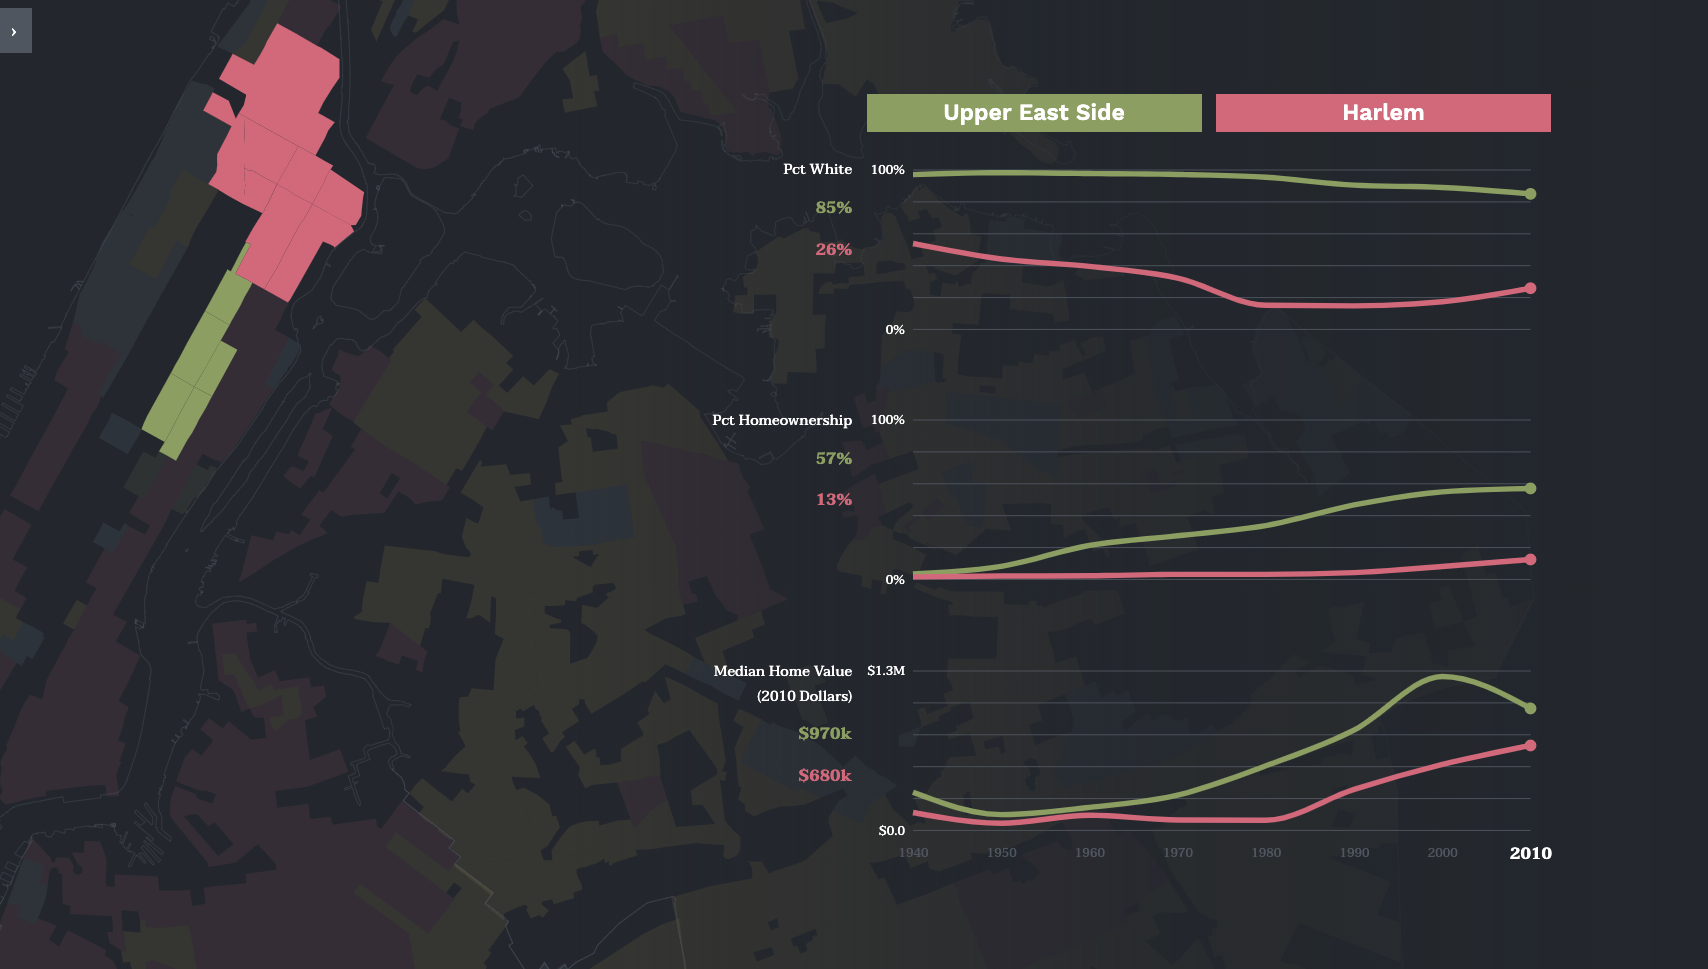 ›
Upper East Side
Harlem
Pct White
85%
26%
100%
0%
Pct Homeownership
57%
13%
100%
0%
Median Home Value
(2010 Dollars)
$970k
$680k
$1.3M
$0.0
1940 1950 1960 1970 1980 1990 2000 2010